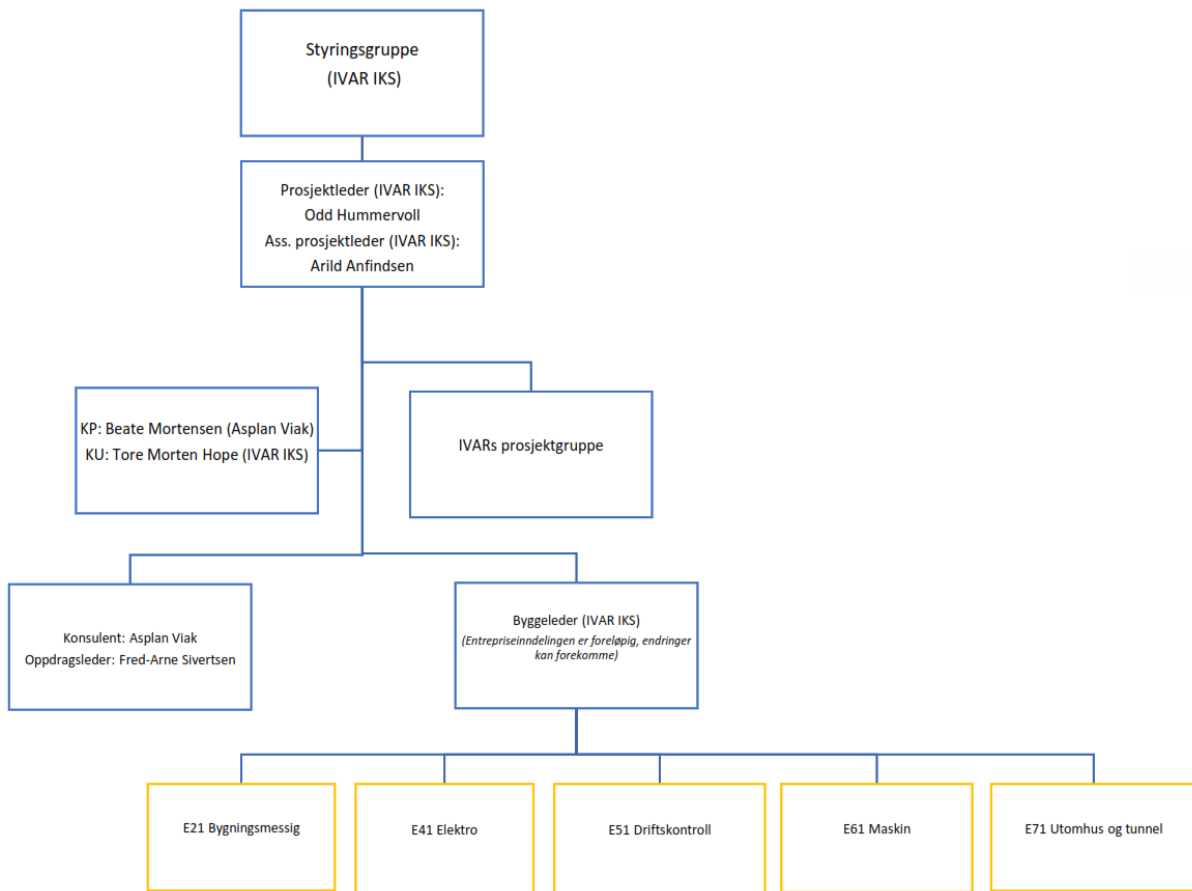 Styringsgruppe
(IVAR IKS)
Prosjektleder (IVAR IKS):
Odd Hummervoll
Ass. prosjektleder (IVAR IKS):
Arild Anfindsen
KP: Beate Mortensen (Asplan Viak)
KU: Tore Morten Hope (IVAR IKS)
IVARs prosjektgruppe
Konsulent: Asplan Viak
Oppdragsleder: Fred-Arne Sivertsen
Byggeleder (IVAR IKS)
(Entrepriseinndelingen er foreløpig, endringer
kan forekomme)
E21 Bygningsmessig
E41 Elektro
E51 Driftskontroll
E61 Maskin
E71 Utomhus og tunnel